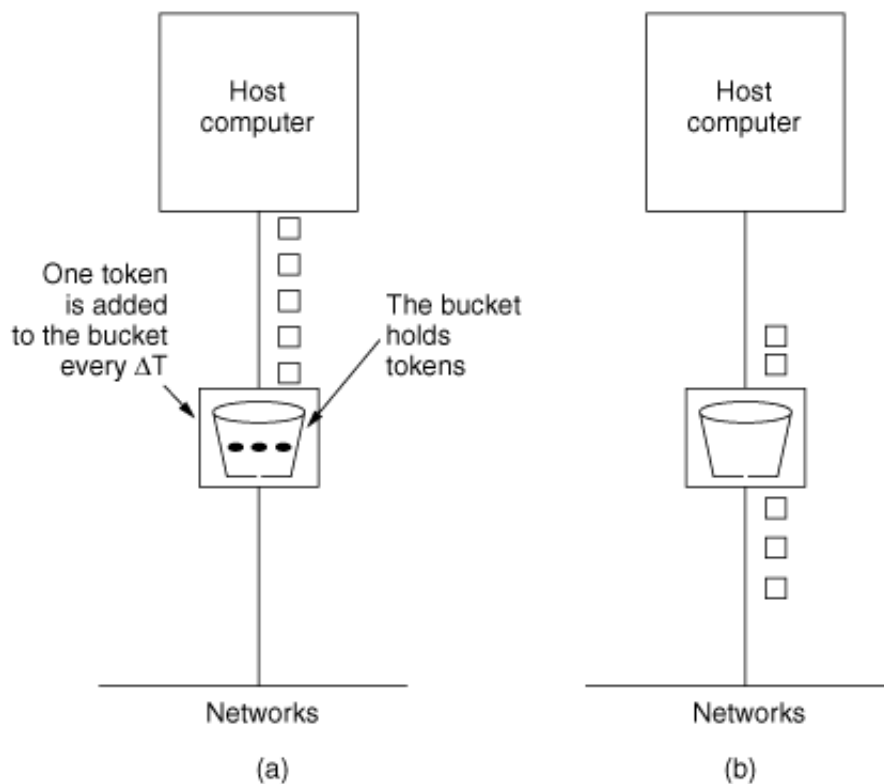 Host
computer
Host
computer
One token
is added
to the bucket
every ΔT
The bucket
holds
tokens
Networks
Networks
(a)
(b)